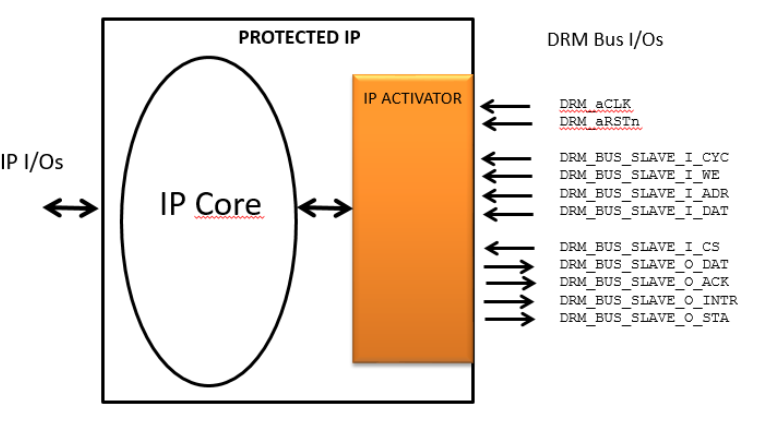 PROTECTED IP
DRM Bus I/Os
IP ACTIVATOR
DRM_aCLK
DRM_aRSTn
IP I/Os
DRM_BUS_SLAVE_I_CYC
DRM_BUS_SLAVE_I_WE
DRM_BUS_SLAVE_I_ADR
DRM_BUS_SLAVE_I_DAT
IP Core
DRM_BUS_SLAVE_I_CS
DRM_BUS_SLAVE_O_DAT
DRM_BUS_SLAVE_O_ACK
DRM_BUS_SLAVE_O_INTR
DRM_BUS_SLAVE_O_STA